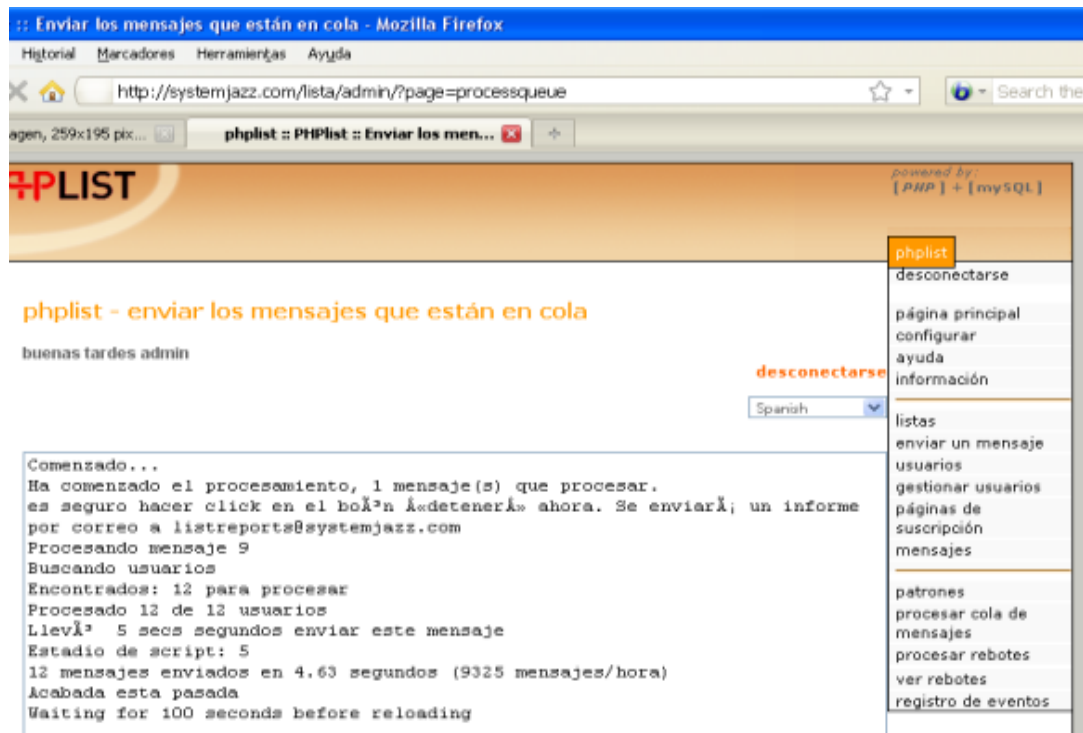 :: Enviar los mensajes que están en cola - Mozilla Firefox
Historial Marcadores Herramientas Ayuda
http://systemjazz.com/lista/admin/?page=processqueue
Search the
agen, 259x195 pix...
phplist :: PHPlist :: Enviar los men...
PLIST
powered by:
[PHP] + [mySQL]
phplist
desconectarse
página principal
configurar
ayuda
información
listas
enviar un mensaje
usuarios
gestionar usuarios
páginas de
suscripción
mensajes
patrones
procesar cola de
mensajes
procesar rebotes
ver rebotes
registro de eventos
phplist - enviar los mensajes que están en cola
buenas tardes admin
desconectarse
Spanish
Comenzado...
Ha comenzado el procesamiento, 1 mensaje(s) que procesar.
es seguro hacer click en el boÃ³n Â«detenerÂ» ahora. Se enviarÃ¡ un informe
por correo a listreports@systemjazz.com
Procesando mensaje 9
Buscando usuarios
Encontrados: 12 para procesar
Procesado 12 de 12 usuarios
LlevÃ³ 5 secs segundos enviar este mensaje
Estadio de script: 5
12 mensajes enviados en 4.63 segundos (9325 mensajes/hora)
Acabada esta pasada
Waiting for 100 seconds before reloading